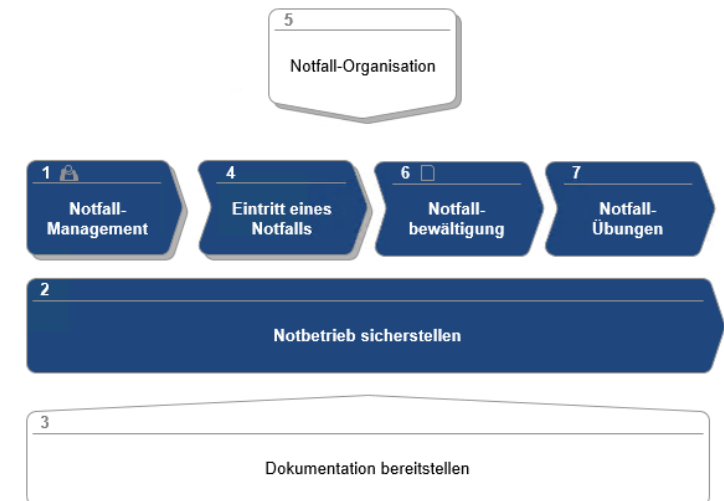 5
Notfall-Organisation
1
Notfall-
Management
4
Eintritt eines
Notfalls
6
Notfall-
bewältigung
7
Notfall-
Übungen
2
Notbetrieb sicherstellen
3
Dokumentation bereitstellen